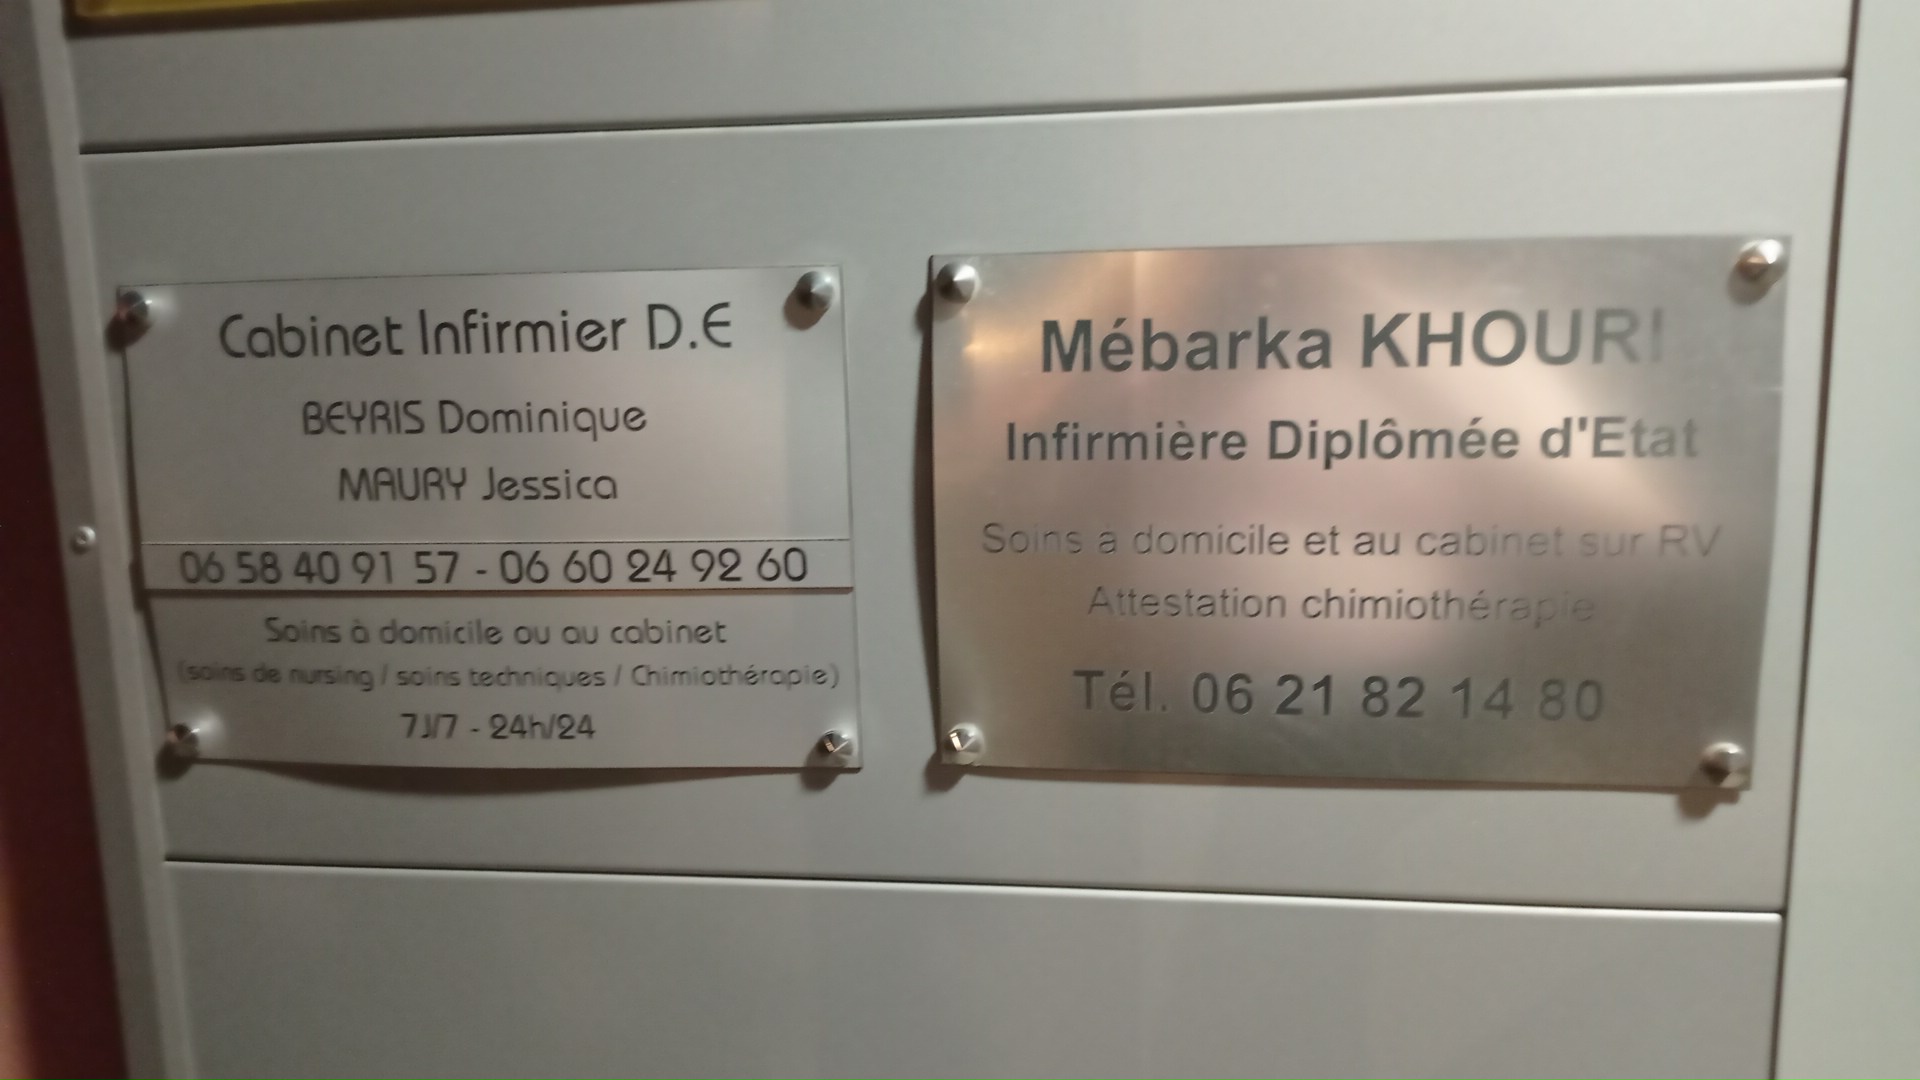 Cabinet Infirmier D.E
BEYRIS Dominique
MAURY Jessica
06 58 40 91 57 - 06 60 24 92 60
Soins à domicile ou au cabinet
(soins de nursing / soins techniques / Chimiothérapie)
7J/7 - 24h/24
Mébarka KHOURI
Infirmière Diplômée d'Etat
Soins à domicile et au cabinet sur RV
Attestation chimiothérapie
Tél. 06 21 82 14 80